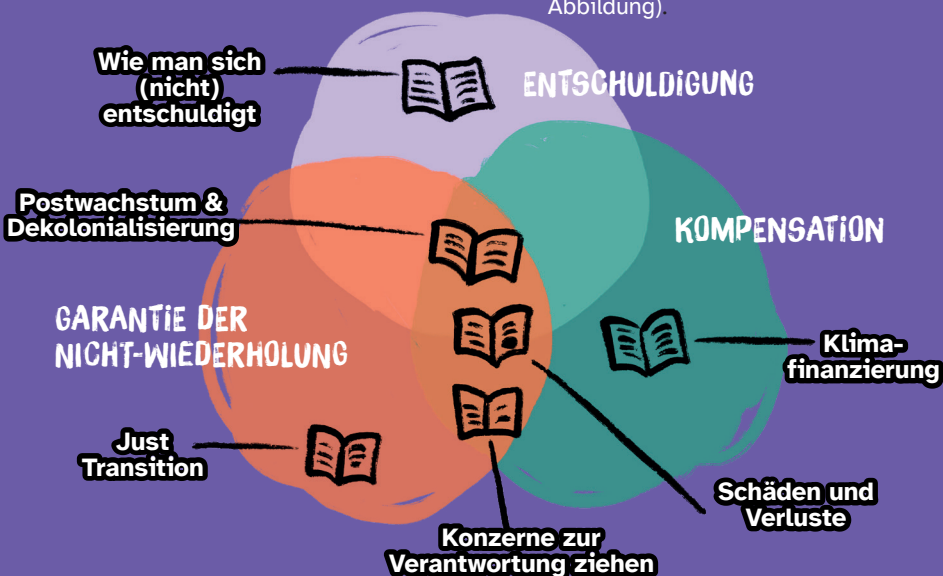 Abbildung).
Wie man sich
(nicht)
entschuldigt
ENTSCHULDiGUNG
Postwachstum &
Dekolonialisierung
KOMPENSATiON
GARANTiE DER
NiCHT-WiEDERHOLUNG
Klima-
finanzierung
Just
Transition
Schäden und
Verluste
Konzerne zur
Verantwortung ziehen